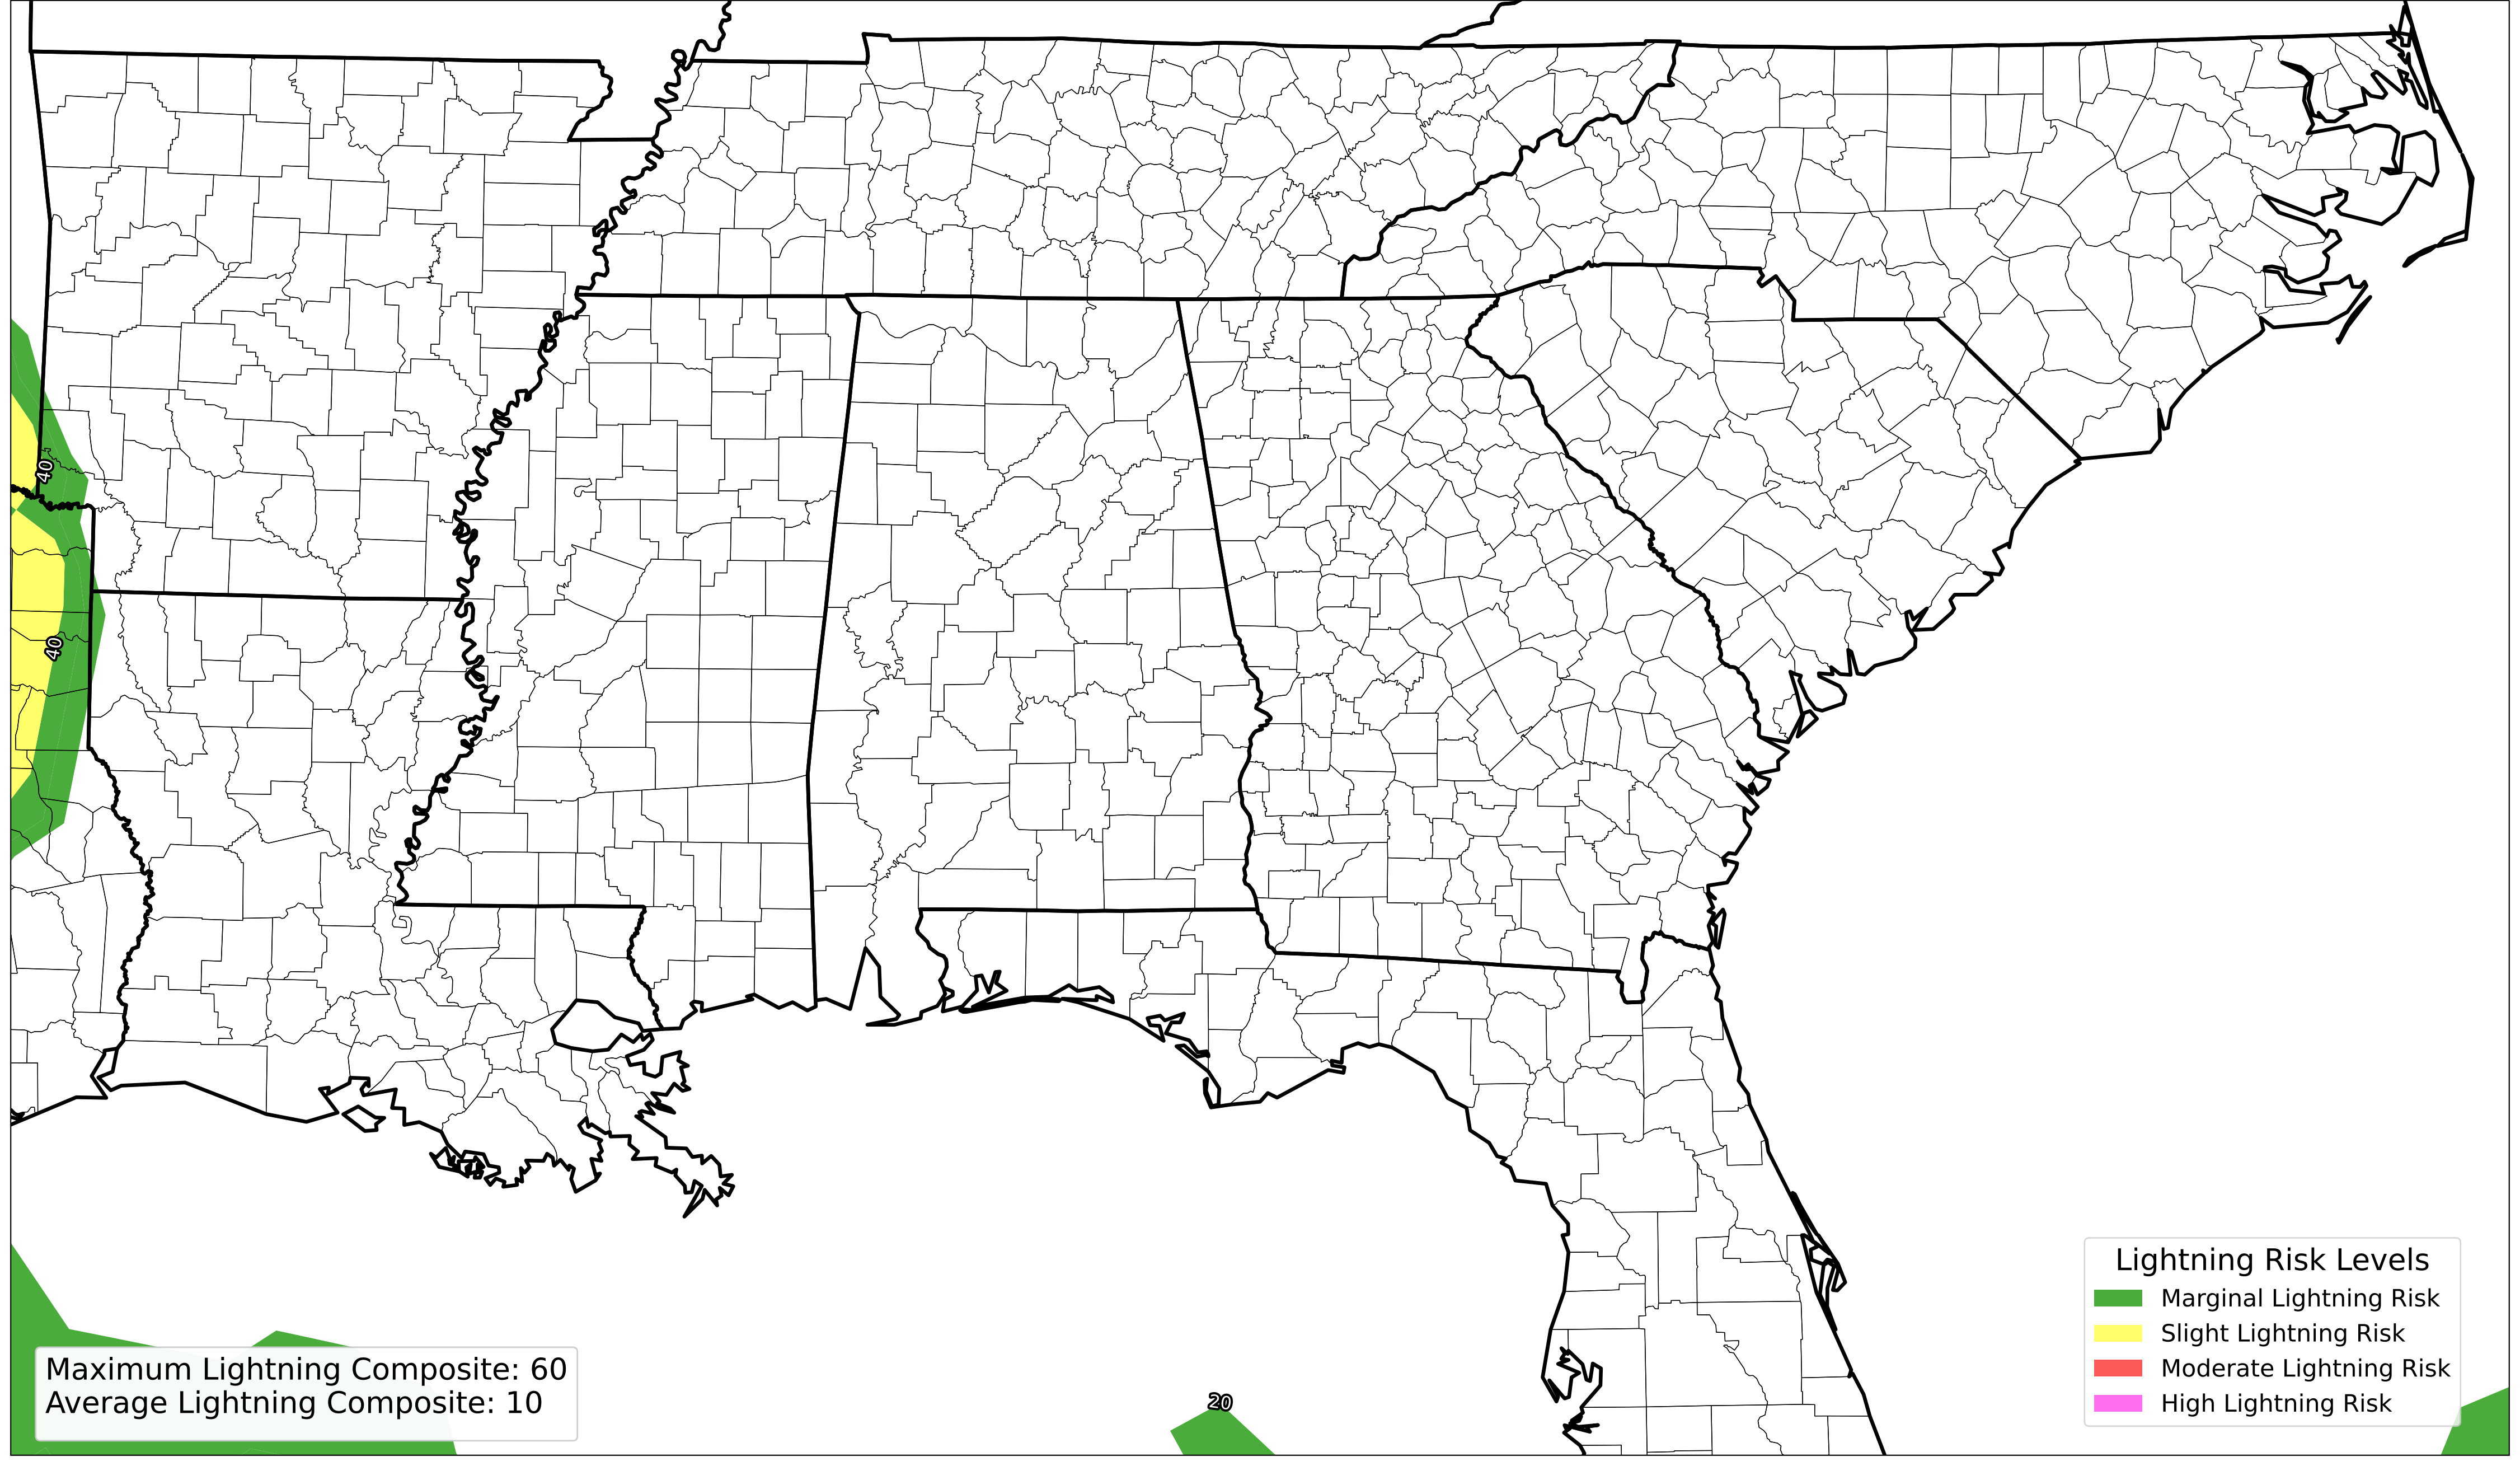 40
40
20
Lightning Risk Levels
Marginal Lightning Risk
Slight Lightning Risk
Moderate Lightning Risk
High Lightning Risk
Maximum Lightning Composite: 60
Average Lightning Composite: 10